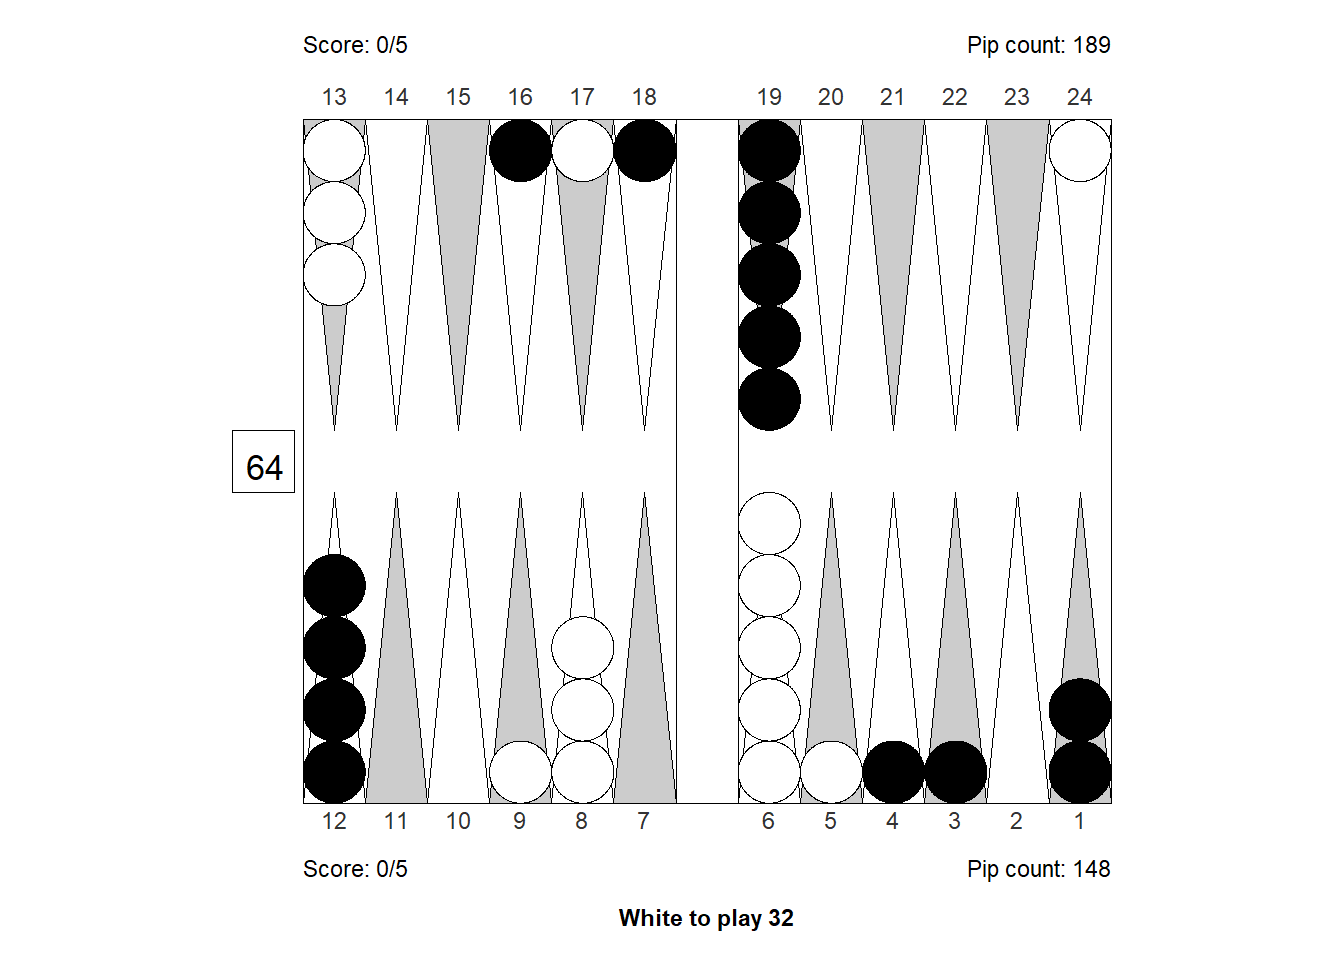 Score: 0/5 Pip count: 189
13 14 15 16 17 18 19 20 21 22 23 24
64
12 11 10 9 8 7 6 5 4 3 2 1
Score: 0/5 Pip count: 148
White to play 32